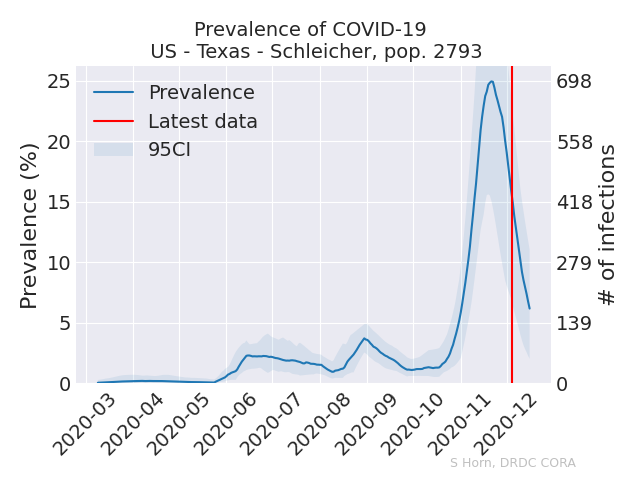 Prevalence of COVID-19
US - Texas - Schleicher, pop. 2793
Prevalence
Latest data
95CI
Prevalence (%)
25
20
15
10
5
0
698
558
418
279
139
0
# of infections
2020-03
2020-04
2020-05
2020-06
2020-07
2020-08
2020-09
2020-10
2020-11
2020-12
S Horn, DRDC CORA